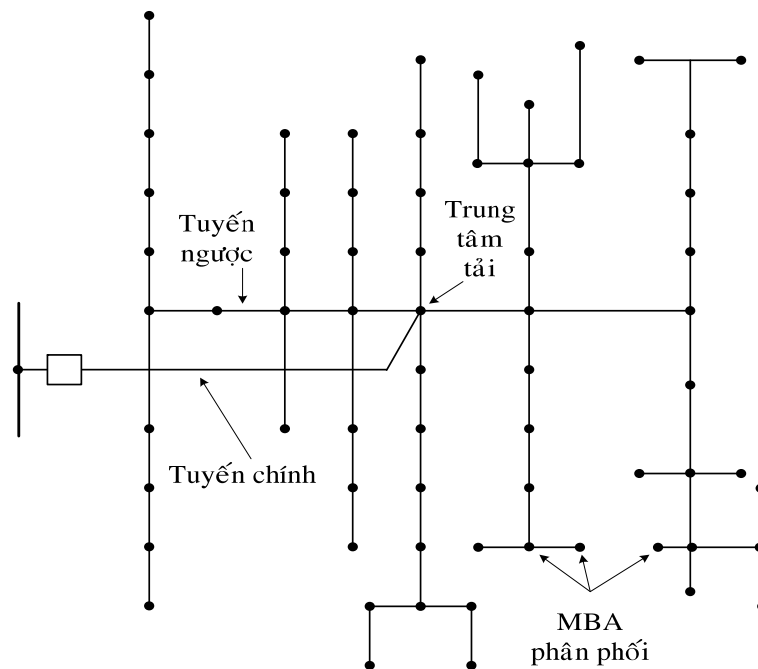 Tuyến
ngược
Trung
tâm
tải
Tuyến chính
MBA
phân phối